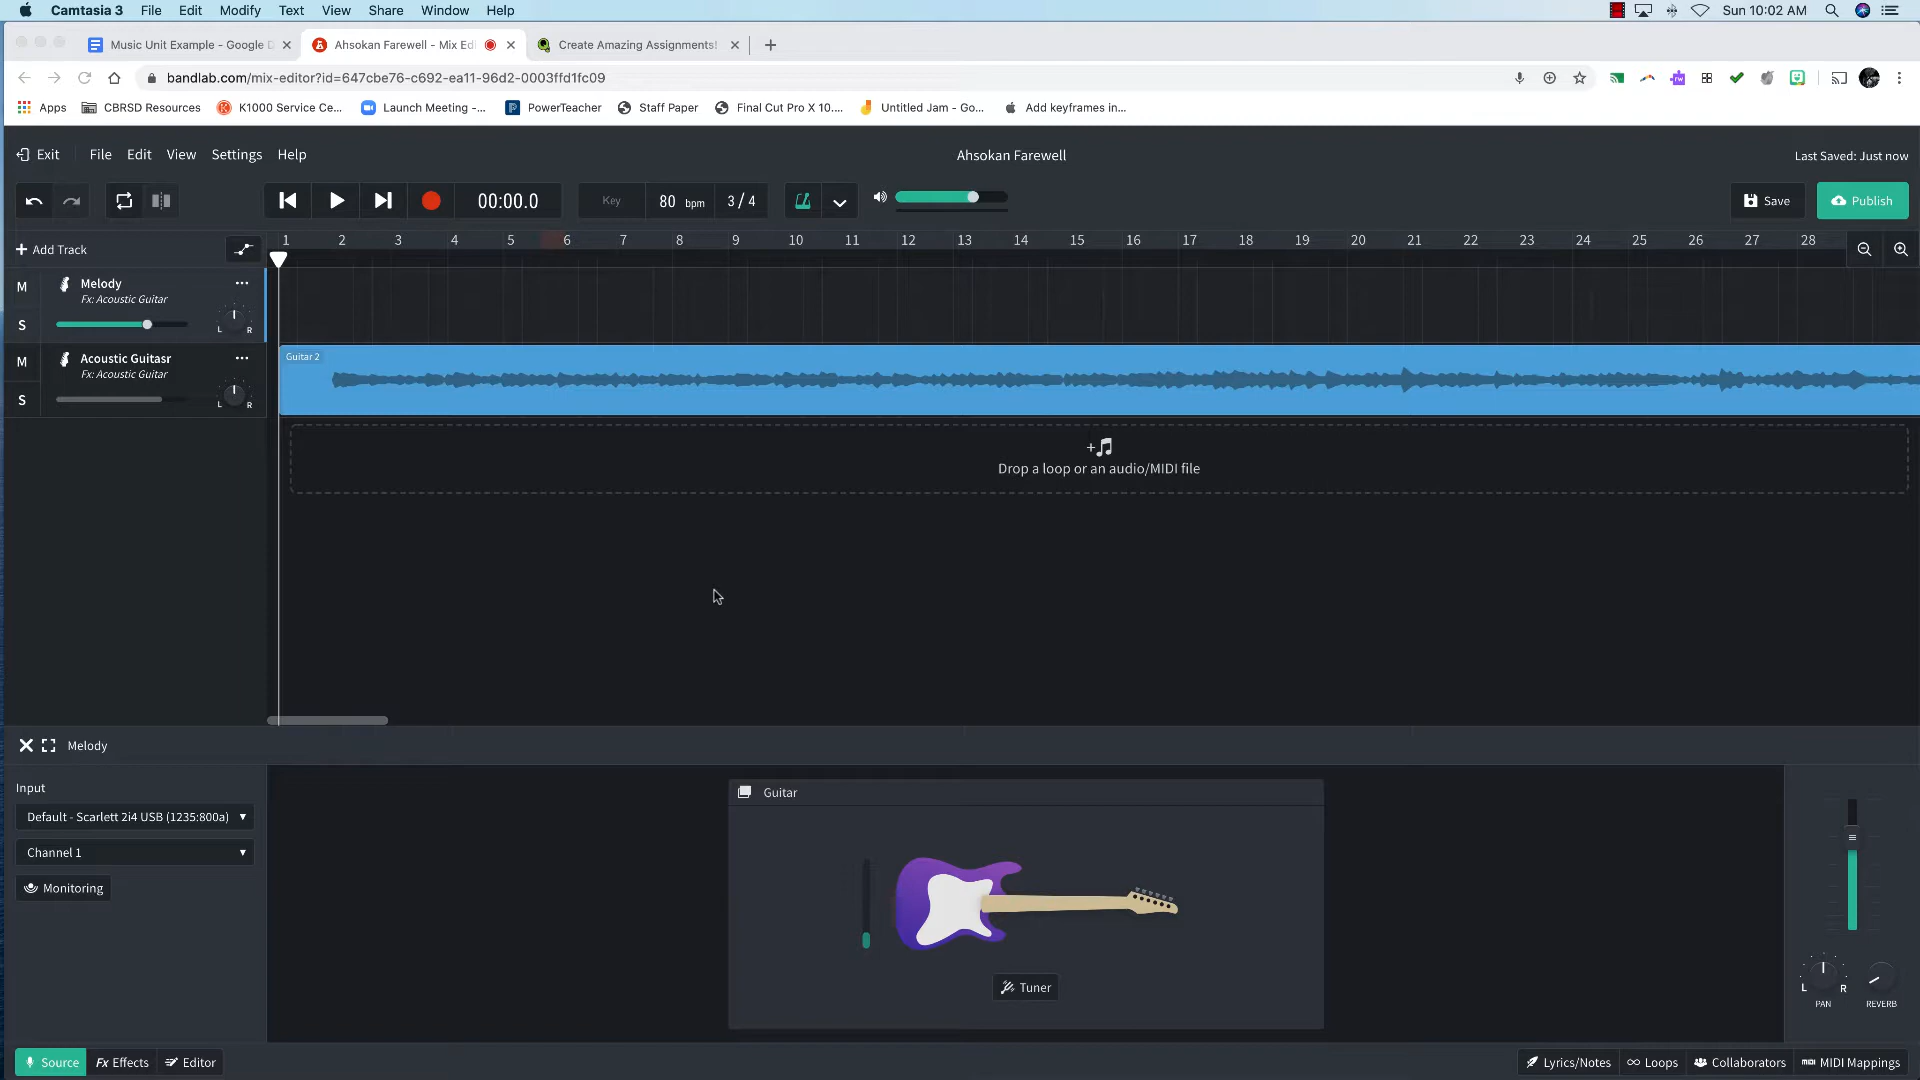 Camtasia 3 File Edit Modify Text View Share Window Help Sun 10:02 AM
Music Unit Example - Google D Ahsokan Farewell - Mix Edi Create Amazing Assignments!
bandlab.com/mix-editor?id=647cbe76-c692-ea11-96d2-0003ffd1fc09
Apps CBRSD Resources K1000 Service Ce... Launch Meeting -... PowerTeacher Staff Paper Final Cut Pro X 10.... Untitled Jam - Go... Add keyframes in...
Exit File Edit View Settings Help Ahsokan Farewell Last Saved: Just now
00:00.0 Key 80 bpm 3 / 4 Save Publish
+ Add Track 1 2 3 4 5 6 7 8 9 10 11 12 13 14 15 16 17 18 19 20 21 22 23 24 25 26 27 28
M Melody
Fx: Acoustic Guitar
S L R
M Acoustic Guitasr Guitar 2
Fx: Acoustic Guitar
S L R
Drop a loop or an audio/MIDI file
Melody
Input
Guitar
Default - Scarlett 2i4 USB (1235:800a)
Channel 1
Monitoring
Tuner
L R
PAN REVERB
Source Fx Effects Editor Lyrics/Notes Loops Collaborators MIDI Mappings